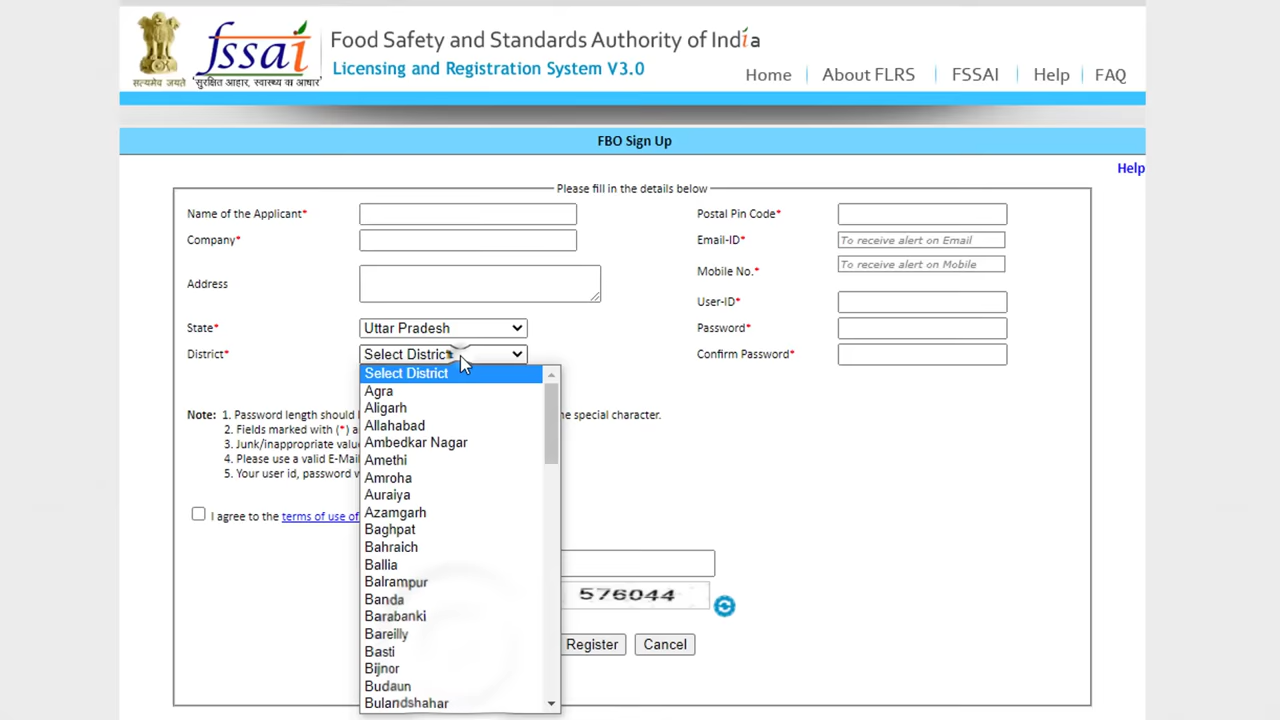 सत्यमेव जयते
fssaí
सुरक्षित आहार, स्वास्थ्य का आधार
Food Safety and Standards Authority of Indía
Licensing and Registration System V3.0
Home
About FLRS
FSSAI
Help
FAQ
FBO Sign Up
Help
Please fill in the details below
Name of the Applicant*
Postal Pin Code*
Company*
Email-ID*
To receive alert on Email
Mobile No.*
To receive alert on Mobile
Address
User-ID*
State*
Uttar Pradesh
Password*
District*
Select District
Confirm Password*
Select District
Agra
Aligarh
Allahabad
Ambedkar Nagar
Amethi
Amroha
Auraiya
Azamgarh
Baghpat
Bahraich
Ballia
Balrampur
Banda
Barabanki
Bareilly
Basti
Bijnor
Budaun
Bulandshahar
Note: 1. Password length should
e special character.
2. Fields marked with (*) a
3. Junk/inappropriate valu
4. Please use a valid E-Mai
5. Your user id, password
I agree to the terms of use of
576044
Register
Cancel